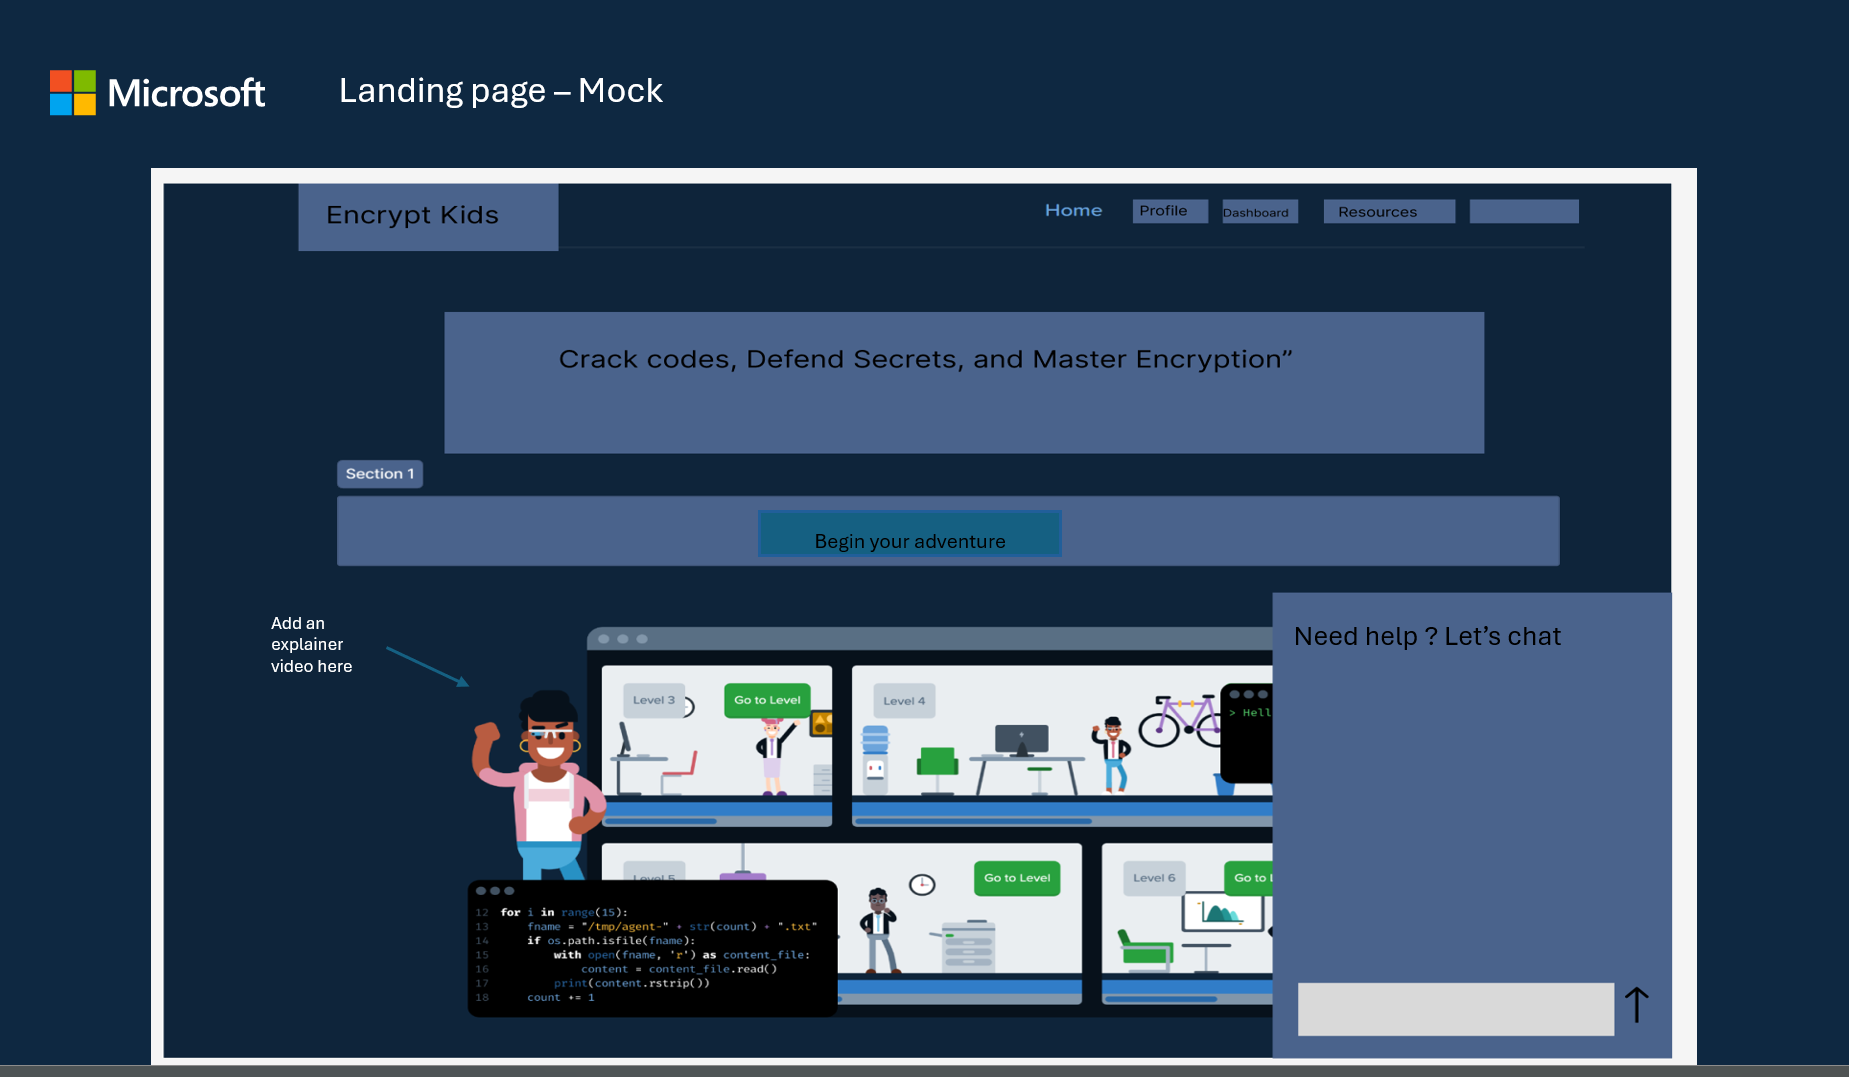 Microsoft
Landing page – Mock
Encrypt Kids
Home
Profile
Dashboard
Resources
Crack codes, Defend Secrets, and Master Encryption”
Section 1
Begin your adventure
Add an
explainer
video here
Need help ? Let’s chat
Level 3
Go to Level
Level 4
> Hell
Level 5
Go to Level
Level 6
Go to l
12 for i in range(15):
13 fname = "/tmp/agent-" + str(count) + ".txt"
14 if os.path.isfile(fname):
15 with open(fname, 'r') as content_file:
16 content = content_file.read()
17 print(content.rstrip())
18 count += 1